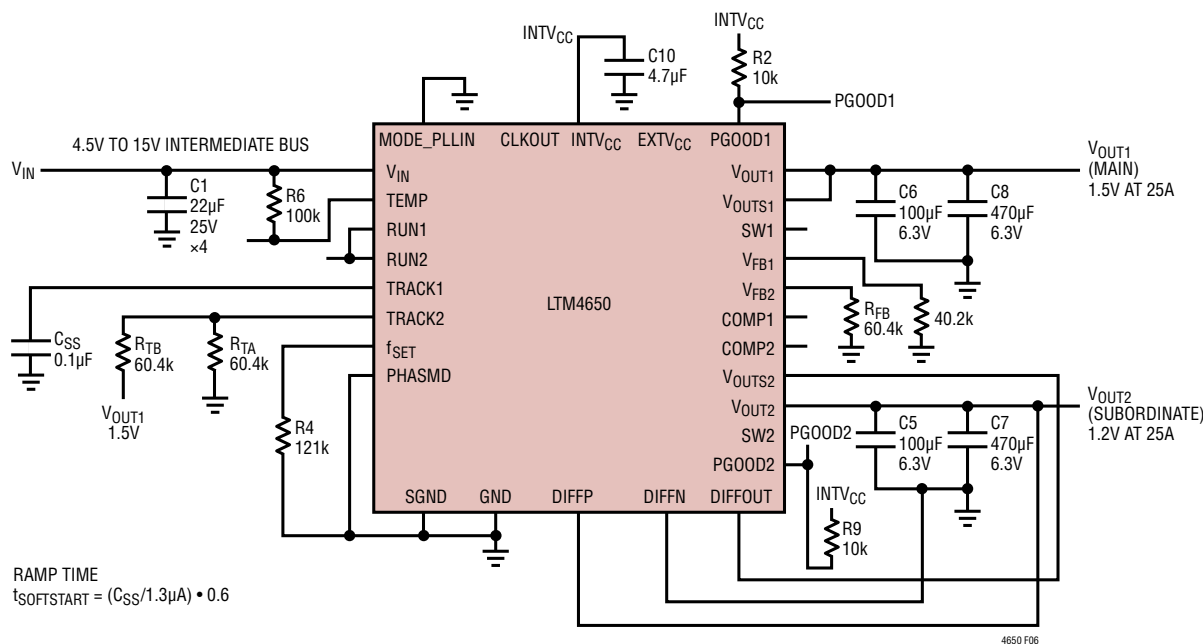 INTVCC
INTVCC
C10
4.7µF
R2
10k
PGOOD1
4.5V TO 15V INTERMEDIATE BUS
VIN
C1
22µF
25V
×4
R6
100k
MODE_PLLIN
CLKOUT
INTVCC
EXTVCC
PGOOD1
VIN
TEMP
RUN1
RUN2
TRACK1
TRACK2
fSET
PHASMD
LTM4650
VOUT1
VOUTS1
SW1
VFB1
VFB2
COMP1
COMP2
VOUTS2
VOUT2
SW2
PGOOD2
SGND
GND
DIFFP
DIFFN
DIFFOUT
VOUT1
(MAIN)
1.5V AT 25A
C6
100µF
6.3V
C8
470µF
6.3V
RFB
60.4k
40.2k
CSS
0.1µF
RTB
60.4k
RTA
60.4k
VOUT1
1.5V
R4
121k
VOUT2
(SUBORDINATE)
1.2V AT 25A
C5
100µF
6.3V
C7
470µF
6.3V
PGOOD2
INTVCC
R9
10k
RAMP TIME
tSOFTSTART = (CSS/1.3µA) • 0.6
4650 F06